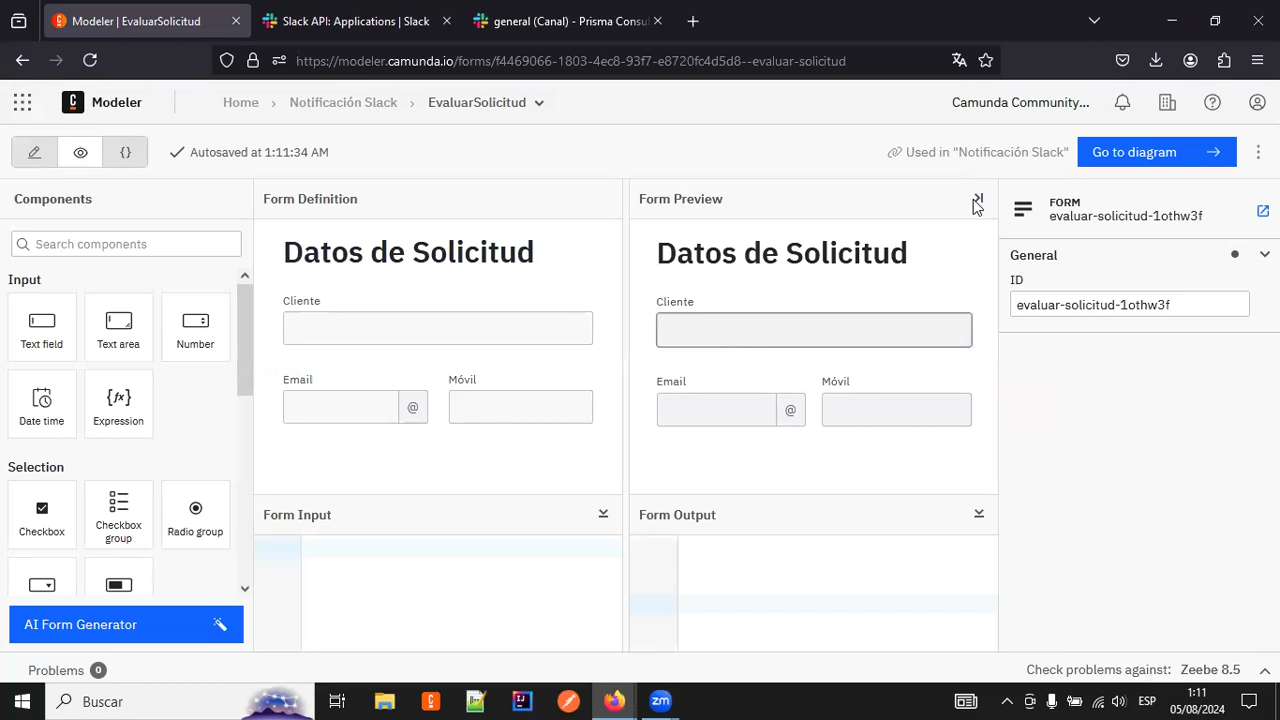 Modeler | EvaluarSolicitud
Slack API: Applications | Slack
general (Canal) - Prisma Consul
https://modeler.camunda.io/forms/f4469066-1803-4ec8-93f7-e8720fc4d5d8--evaluar-solicitud
Modeler
Home > Notificación Slack > EvaluarSolicitud
Camunda Community...
Autosaved at 1:11:34 AM
Used in "Notificación Slack"
Go to diagram
Components
Form Definition
Form Preview
FORM
evaluar-solicitud-1othw3f
Search components
Datos de Solicitud
Datos de Solicitud
General
Input
ID
evaluar-solicitud-1othw3f
Cliente
Cliente
Text field
Text area
Number
Email
Móvil
Email
Móvil
@
@
Date time
Expression
Selection
Form Input
Form Output
Checkbox
Checkbox group
Radio group
AI Form Generator
Problems 0
Check problems against: Zeebe 8.5
Buscar
ESP
1:11
05/08/2024